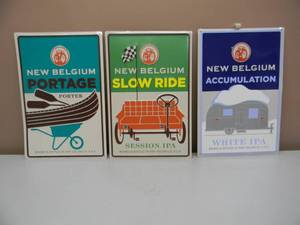 NEW BELGIUM
PORTAGE
PORTER
NEW BELGIUM
SLOW RIDE
SESSION IPA
NEW BELGIUM
ACCUMULATION
WHITE IPA